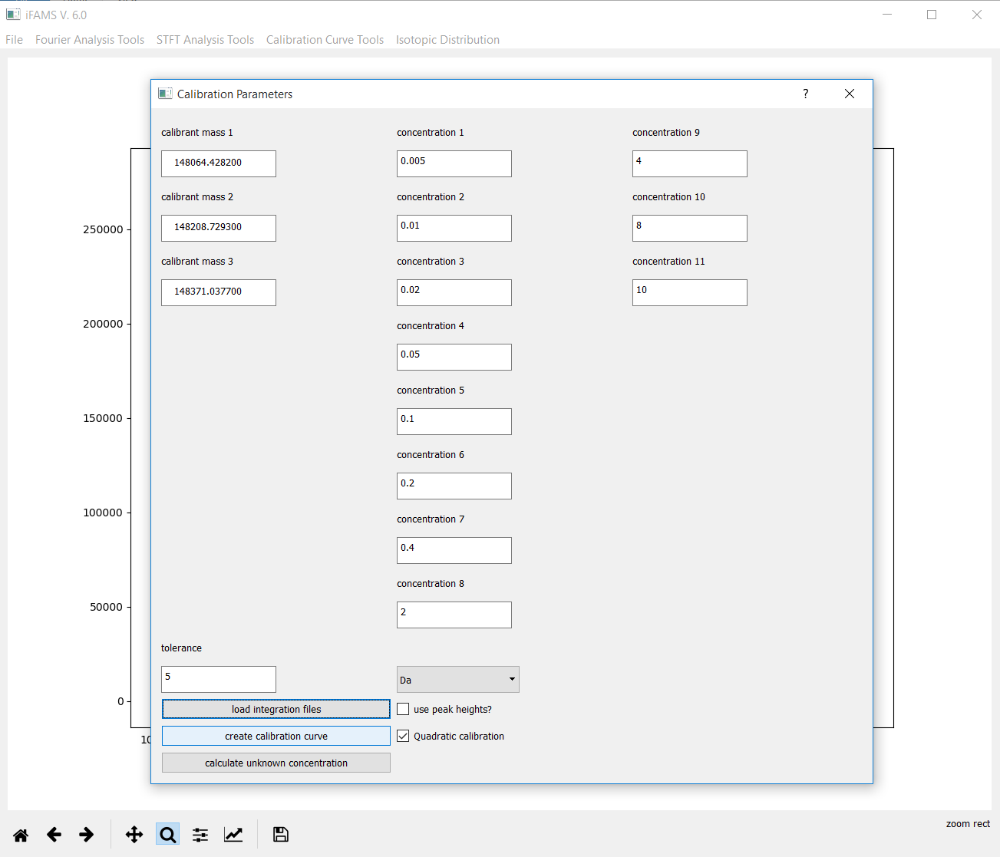 iFAMS V. 6.0
File Fourier Analysis Tools STFT Analysis Tools Calibration Curve Tools Isotopic Distribution
Calibration Parameters ?
calibrant mass 1 concentration 1 concentration 9
148064.428200 0.005 4
calibrant mass 2 concentration 2 concentration 10
148208.729300 0.01 8
calibrant mass 3 concentration 3 concentration 11
148371.037700 0.02 10
concentration 4
0.05
concentration 5
0.1
concentration 6
0.2
concentration 7
0.4
concentration 8
2
tolerance
5 Da
load integration files use peak heights?
create calibration curve Quadratic calibration
calculate unknown concentration
250000
200000
150000
100000
50000
0
10
zoom rect